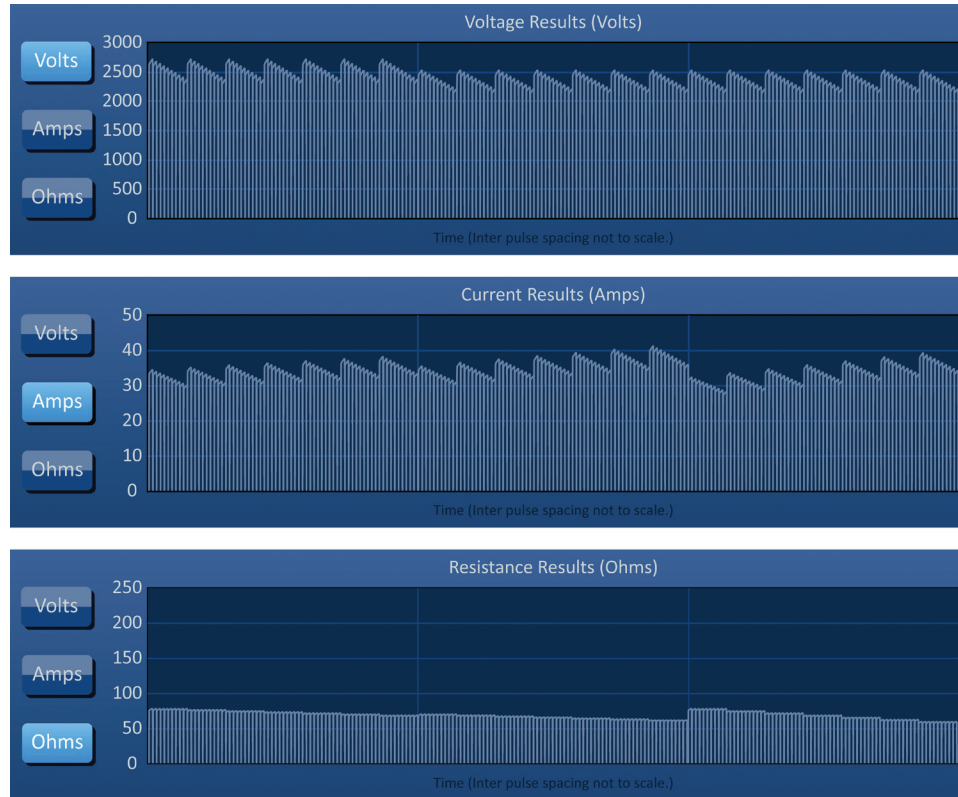 Voltage Results (Volts)
Volts
Amps
Ohms
3000
2500
2000
1500
1000
500
0
Time (Inter pulse spacing not to scale.)
Current Results (Amps)
Volts
Amps
Ohms
50
40
30
20
10
0
Time (Inter pulse spacing not to scale.)
Resistance Results (Ohms)
Volts
Amps
Ohms
250
200
150
100
50
0
Time (Inter pulse spacing not to scale.)